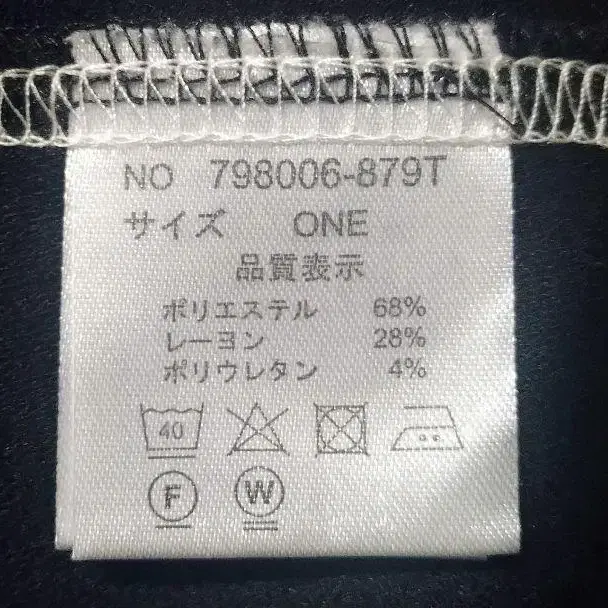 NO 798006-879T
サイズ ONE
品質表示
ポリエステル 68%
レーヨン 28%
ポリウレタン 4%
40
F W